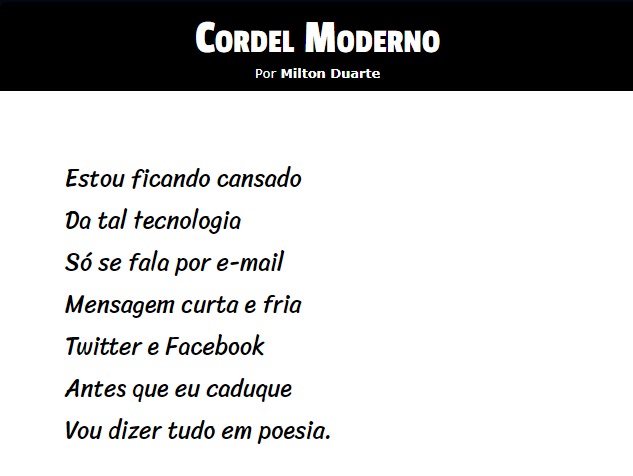 Cordel Moderno
Por Milton Duarte
Estou ficando cansado
Da tal tecnologia
Só se fala por e-mail
Mensagem curta e fria
Twitter e Facebook
Antes que eu caduque
Vou dizer tudo em poesia.